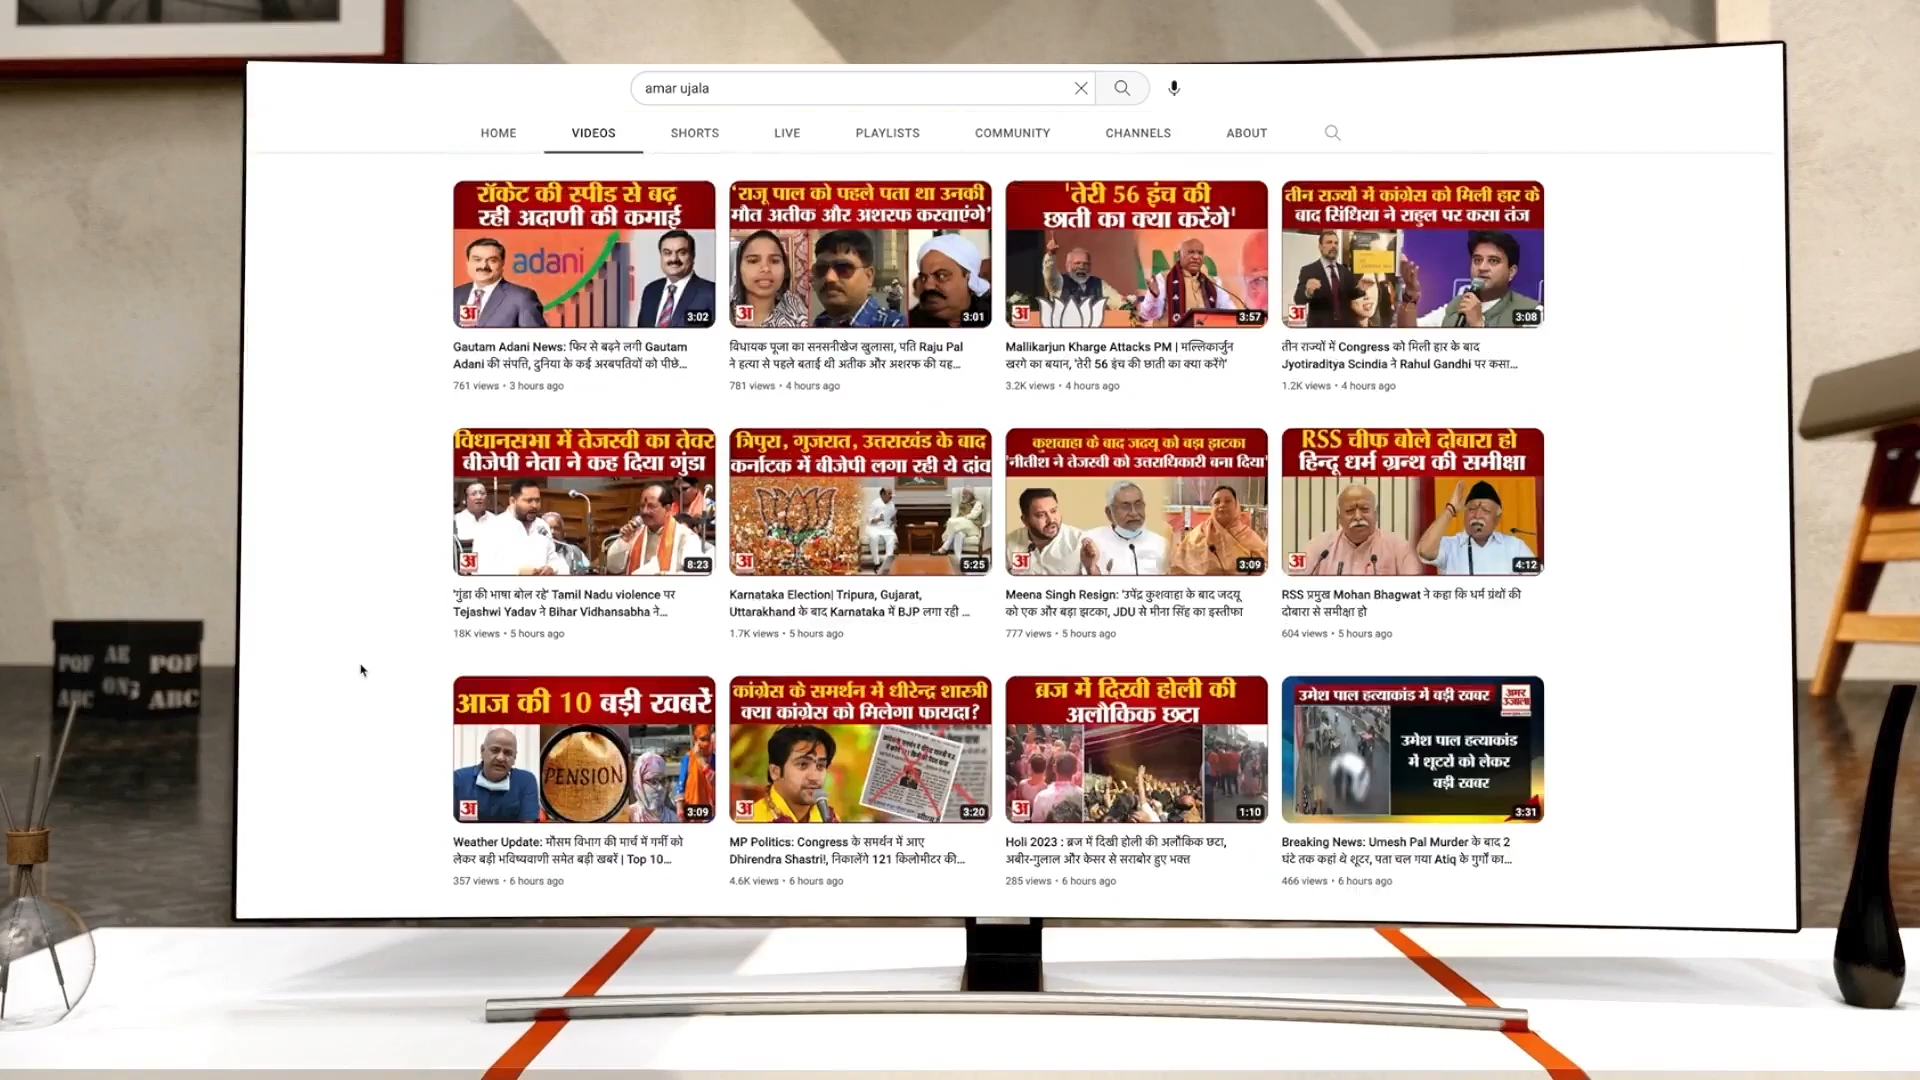 amar ujala
HOME VIDEOS SHORTS LIVE PLAYLISTS COMMUNITY CHANNELS ABOUT
रॉकेट की स्पीड से बढ़
रही अदाणी की कमाई
adani
अ
3:02
Gautam Adani News: फिर से बढ़ने लगी Gautam
Adani की संपत्ति, दुनिया के कई अरबपतियों को पीछे...
761 views • 3 hours ago
'राजू पाल को पहले पता था उनकी
मौत अतीक और अशरफ करवाएंगे'
अ
3:01
विधायक पूजा का सनसनीखेज खुलासा, पति Raju Pal
ने हत्या से पहले बताई थी अतीक और अशरफ की यह...
781 views • 4 hours ago
'तेरी 56 इंच की
छाती का क्या करेंगे'
अ
3:57
Mallikarjun Kharge Attacks PM | मल्लिकार्जुन
खरगे का बयान, 'तेरी 56 इंच की छाती का क्या करेंगे'
3.2K views • 4 hours ago
तीन राज्यों में कांग्रेस को मिली हार के
बाद सिंधिया ने राहुल पर कसा तंज
अ
3:08
तीन राज्यों में Congress को मिली हार के बाद
Jyotiraditya Scindia ने Rahul Gandhi पर कसा...
1.2K views • 4 hours ago
विधानसभा में तेजस्वी का तेवर
बीजेपी नेता ने कह दिया गुंडा
अ
8:23
'गुंडा की भाषा बोल रहे' Tamil Nadu violence पर
Tejashwi Yadav ने Bihar Vidhansabha ने...
18K views • 5 hours ago
त्रिपुरा, गुजरात, उत्तराखंड के बाद
कर्नाटक में बीजेपी लगा रही ये दांव
अ
5:25
Karnataka Election| Tripura, Gujarat,
Uttarakhand के बाद Karnataka में BJP लगा रही ...
1.7K views • 5 hours ago
कुशवाहा के बाद जदयू को बड़ा झटका
'नीतीश ने तेजस्वी को उत्तराधिकारी बना दिया'
अ
3:09
Meena Singh Resign: 'उपेंद्र कुशवाहा के बाद जदयू
को एक और बड़ा झटका, JDU से मीना सिंह का इस्तीफा
777 views • 5 hours ago
RSS चीफ बोले दोबारा हो
हिन्दू धर्म ग्रन्थ की समीक्षा
अ
4:12
RSS प्रमुख Mohan Bhagwat ने कहा कि धर्म ग्रंथों की
दोबारा से समीक्षा हो
604 views • 5 hours ago
आज की 10 बड़ी खबरें
PENSION
अ
3:09
Weather Update: मौसम विभाग की मार्च में गर्मी को
लेकर बड़ी भविष्यवाणी समेत बड़ी खबरें | Top 10...
357 views • 6 hours ago
कांग्रेस के समर्थन में धीरेन्द्र शास्त्री
क्या कांग्रेस को मिलेगा फायदा?
अ
3:20
MP Politics: Congress के समर्थन में आए
Dhirendra Shastri!, निकालेंगे 121 किलोमीटर की...
4.6K views • 6 hours ago
ब्रज में दिखी होली की
अलौकिक छटा
अ
1:10
Holi 2023 : ब्रज में दिखी होली की अलौकिक छटा,
अबीर-गुलाल और केसर से सराबोर हुए भक्त
285 views • 6 hours ago
उमेश पाल हत्याकांड में बड़ी खबर
अमर उजाला
उमेश पाल हत्याकांड
में शूटरों को लेकर
बड़ी खबर
3:31
Breaking News: Umesh Pal Murder के बाद 2
घंटे तक कहां थे शूटर, पता चल गया Atiq के गुर्गों का...
466 views • 6 hours ago
PQF AE PQF
ABC ON? ABC